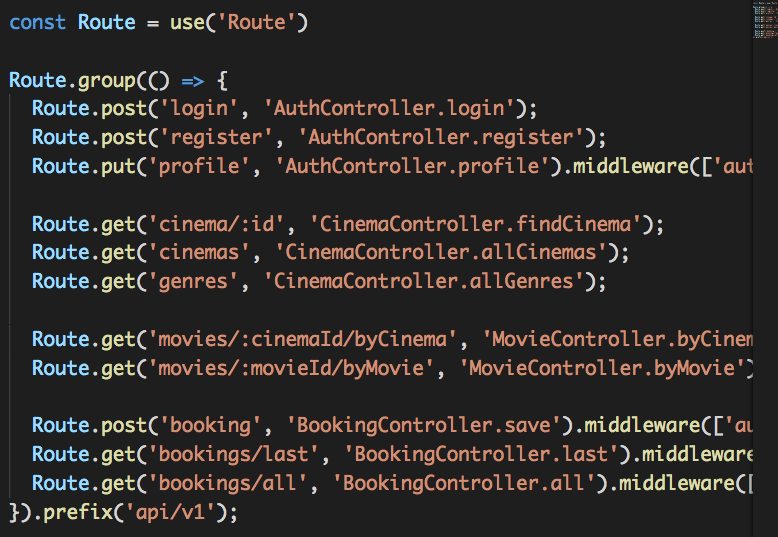 const Route = use('Route')
Route.group(() => {
Route.post('login', 'AuthController.login');
Route.post('register', 'AuthController.register');
Route.put('profile', 'AuthController.profile').middleware(['aut
Route.get('cinema/:id', 'CinemaController.findCinema');
Route.get('cinemas', 'CinemaController.allCinemas');
Route.get('genres', 'CinemaController.allGenres');
Route.get('movies/:cinemaId/byCinema', 'MovieController.byCinem
Route.get('movies/:movieId/byMovie', 'MovieController.byMovie')
Route.post('booking', 'BookingController.save').middleware(['au
Route.get('bookings/last', 'BookingController.last').middleware
Route.get('bookings/all', 'BookingController.all').middleware([
}).prefix('api/v1');